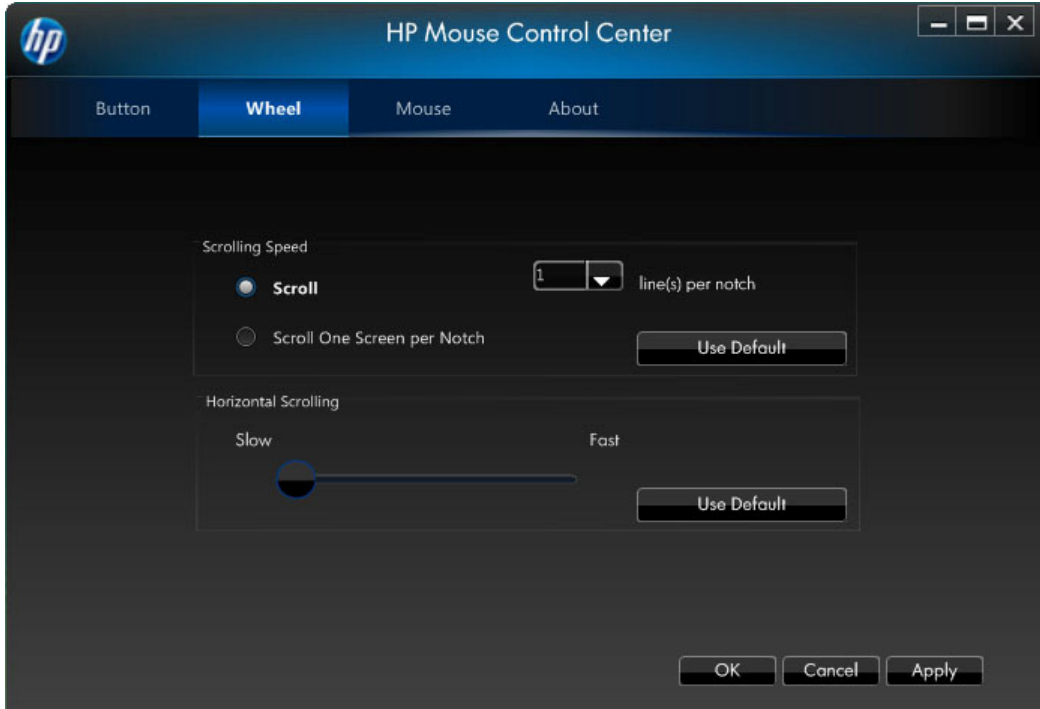 hp
HP Mouse Control Center
Button Wheel Mouse About
Scrolling Speed
Scroll 1 line(s) per notch
Scroll One Screen per Notch
Use Default
Horizontal Scrolling
Slow Fast
Use Default
OK Cancel Apply